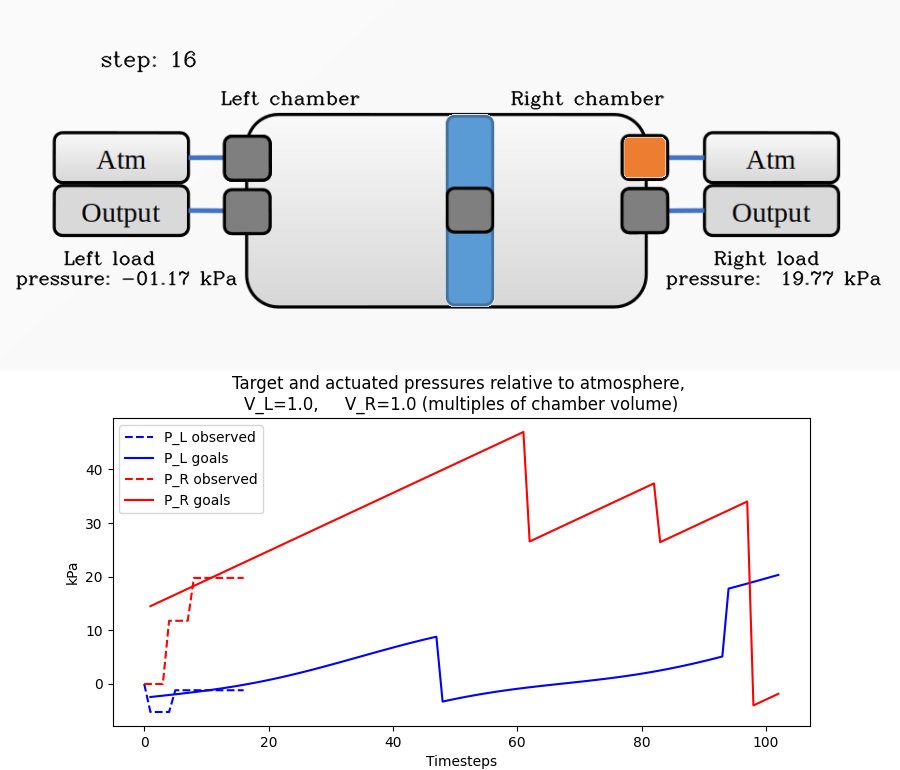 step: 16
Left chamber
Right chamber
Atm
Atm
Output
Output
Left load
pressure: -01.17 kPa
Right load
pressure: 19.77 kPa
Target and actuated pressures relative to atmosphere,
V_L=1.0, V_R=1.0 (multiples of chamber volume)
P_L observed
P_L goals
P_R observed
P_R goals
kPa
40
30
20
10
0
0 20 40 60 80 100
Timesteps